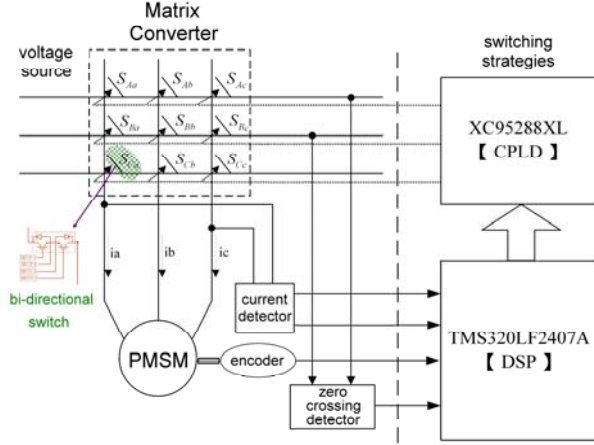 Matrix
Converter
voltage
source
switching
strategies
S_Aa S_Ab S_Ac
S_Ba S_Bb S_Bc
S_Cb S_Cc
XC95288XL
【 CPLD 】
ia ib ic
bi-directional
switch
current
detector
TMS320LF2407A
【 DSP 】
PMSM
encoder
zero
crossing
detector